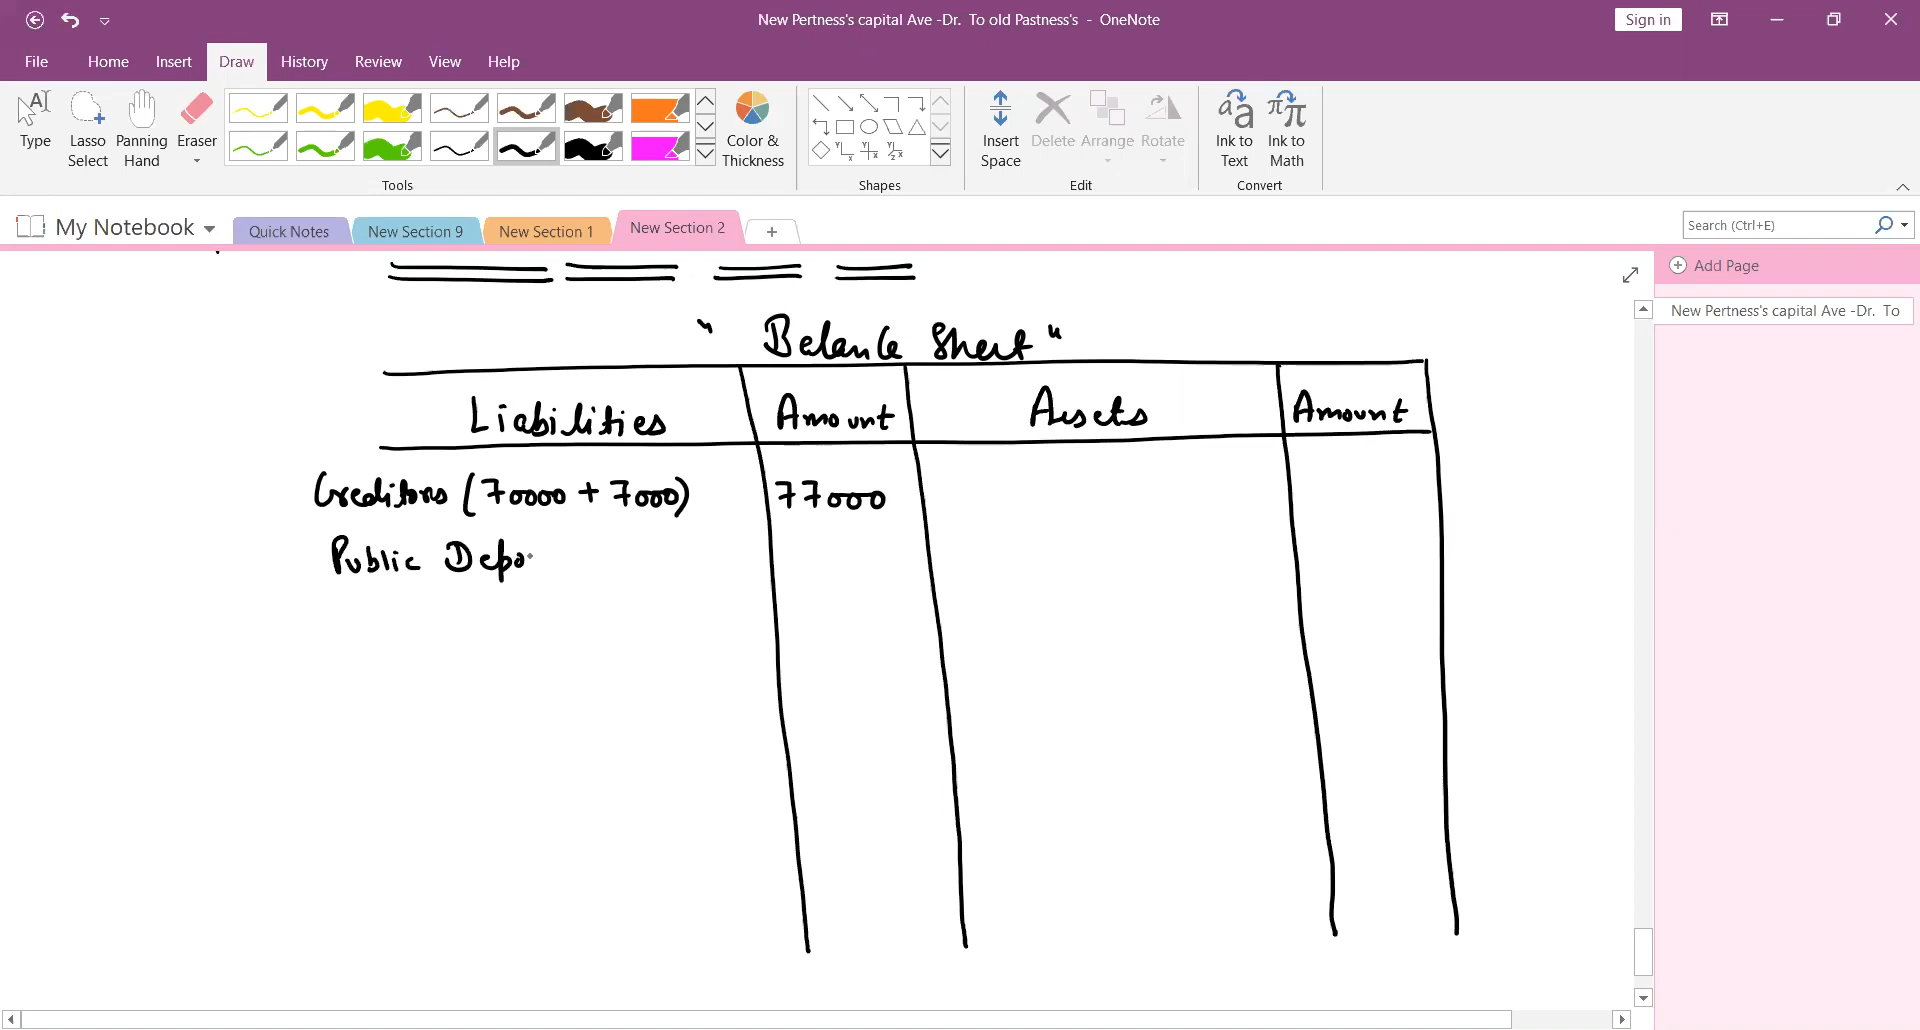 New Pertness's capital Ave -Dr. To old Pastness's - OneNote
Sign in
File Home Insert Draw History Review View Help
Type
Lasso Select
Panning Hand
Eraser
Color & Thickness
Insert Space
Delete
Arrange
Rotate
Ink to Text
Ink to Math
Tools
Shapes
Edit
Convert
My Notebook
Quick Notes
New Section 9
New Section 1
New Section 2
Search (Ctrl+E)
Add Page
New Pertness's capital Ave -Dr. To
" Balance Sheet "
Liabilities Amount Assets Amount
Creditors (70000 + 7000) 77000
Public Depo